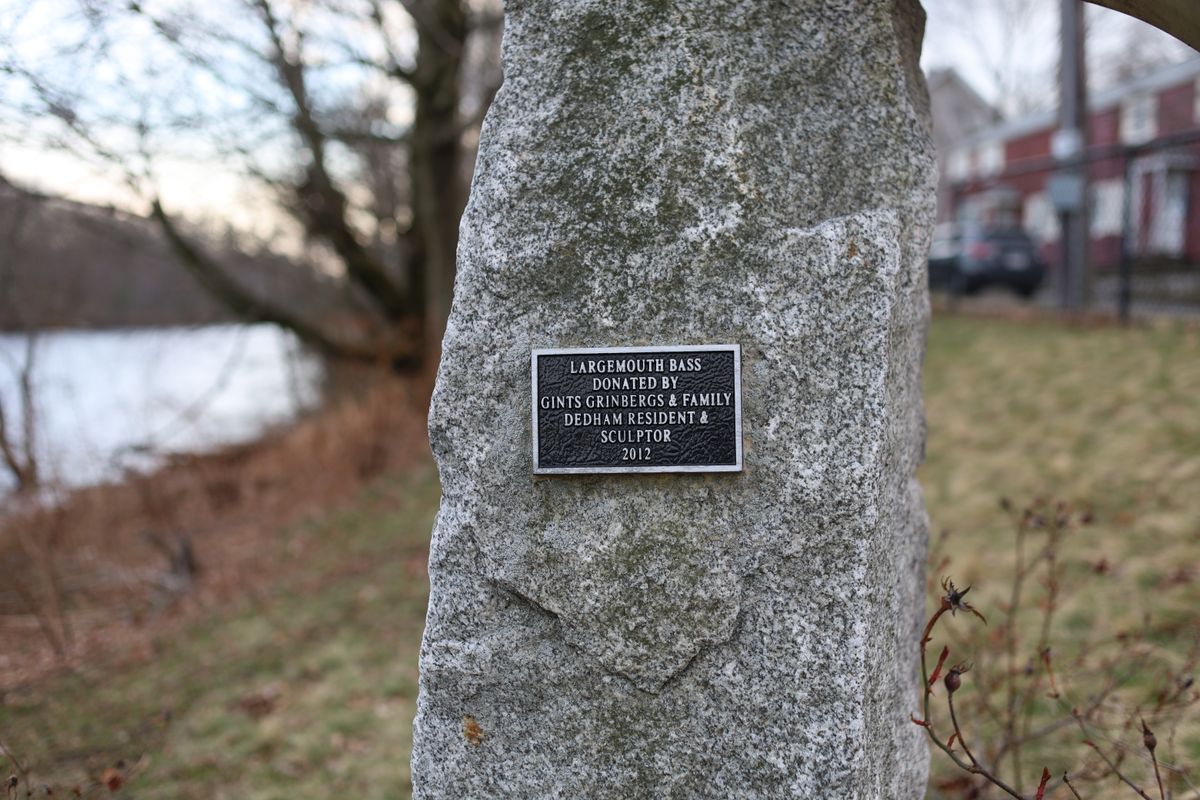 LARGEMOUTH BASS
DONATED BY
GINTS GRINBERGS & FAMILY
DEDHAM RESIDENT &
SCULPTOR
2012